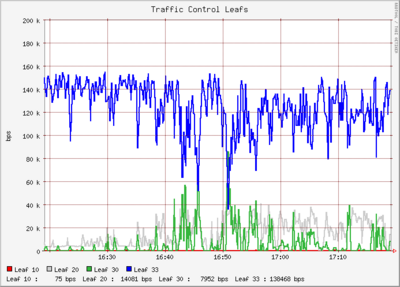 Traffic Control Leafs
200 k
180 k
160 k
140 k
120 k
100 k
80 k
60 k
40 k
20 k
0
bps
16:30 16:40 16:50 17:00 17:10
Leaf 10 Leaf 20 Leaf 30 Leaf 33
Leaf 10 : 75 bps Leaf 20 : 14081 bps Leaf 30 : 7952 bps Leaf 33 : 138468 bps